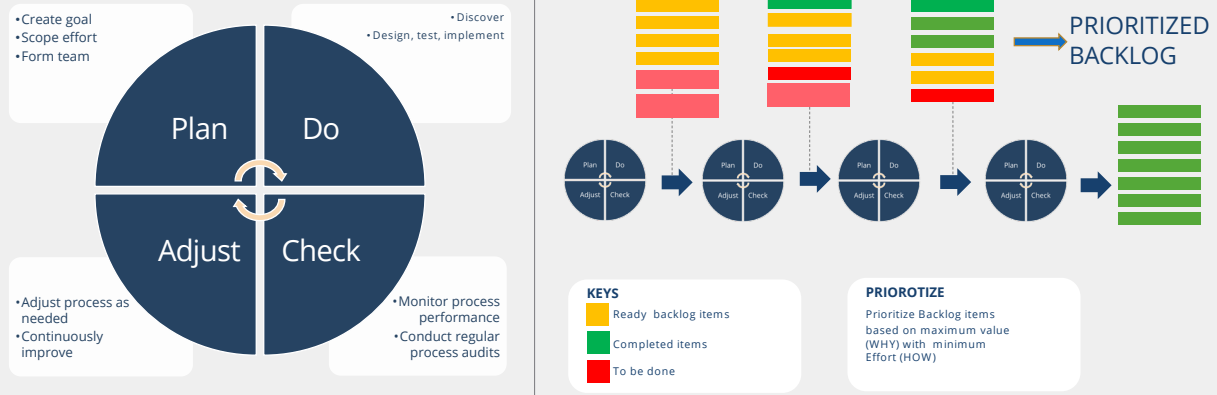 •Create goal
•Scope effort
•Form team
•Discover
•Design, test, implement
Plan
Do
Adjust
Check
•Adjust process as
needed
•Continuously
improve
•Monitor process
performance
•Conduct regular
process audits
PRIORITIZED
BACKLOG
Plan
Do
Adjust
Check
Plan
Do
Adjust
Check
Plan
Do
Adjust
Check
Plan
Do
Adjust
Check
KEYS
Ready backlog items
Completed items
To be done
PRIOROTIZE
Prioritize Backlog items
based on maximum value
(WHY) with minimum
Effort (HOW)